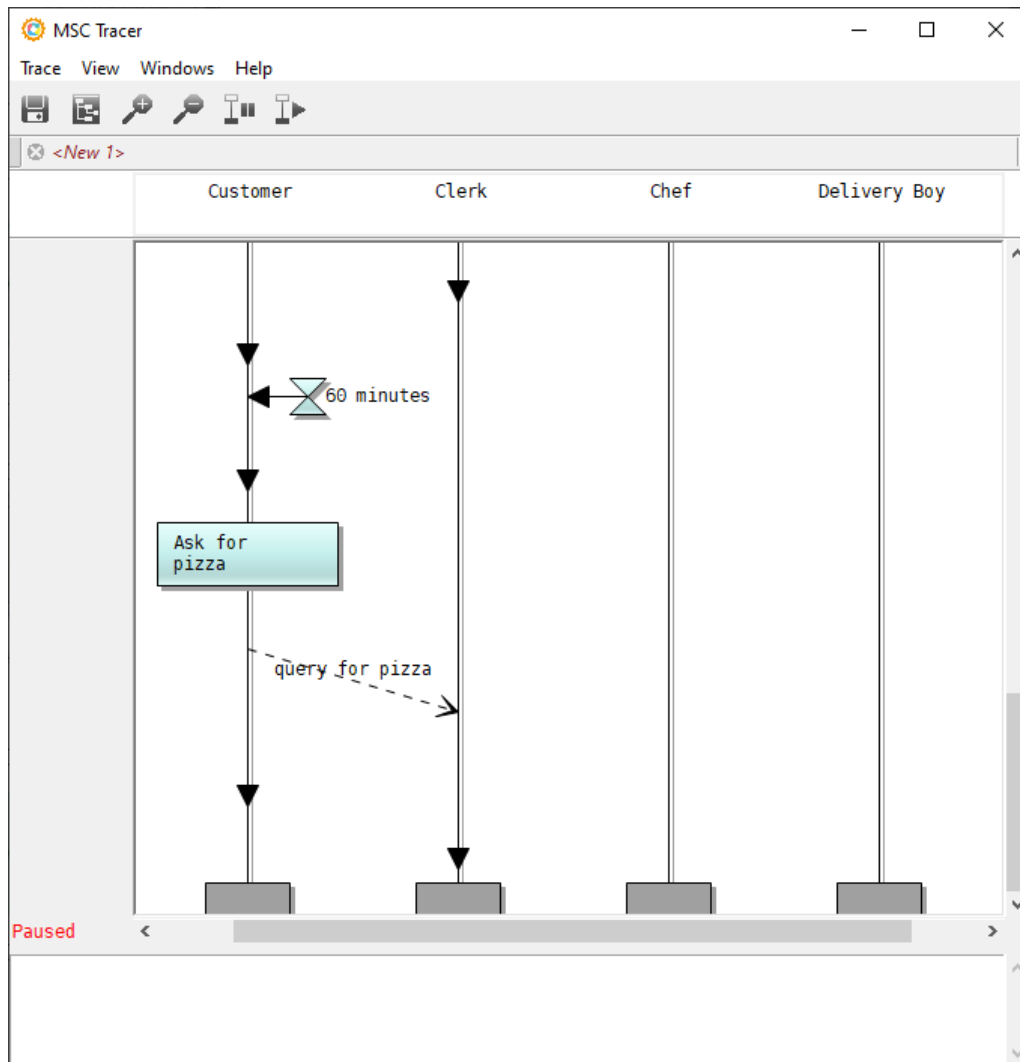 MSC Tracer
Trace View Windows Help
<New 1>
Customer Clerk Chef Delivery Boy
60 minutes
Ask for
pizza
query for pizza
Paused